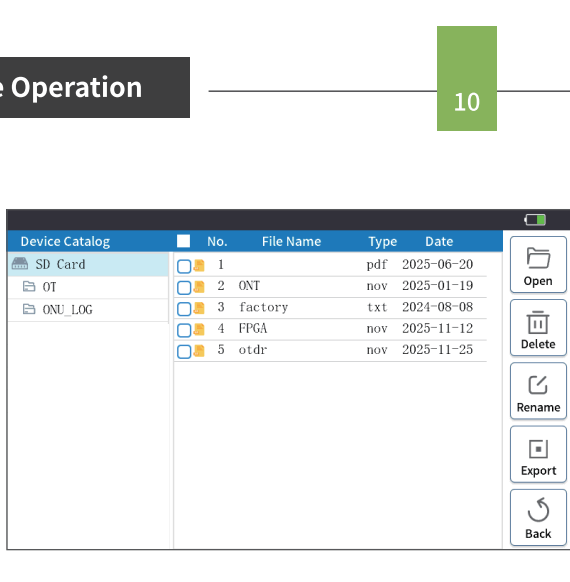 e Operation
10
Device Catalog No. File Name Type Date
SD Card
OT
ONU_LOG
1 pdf 2025-06-20
2 ONT nov 2025-01-19
3 factory txt 2024-08-08
4 FPGA nov 2025-11-12
5 otdr nov 2025-11-25
Open
Delete
Rename
Export
Back